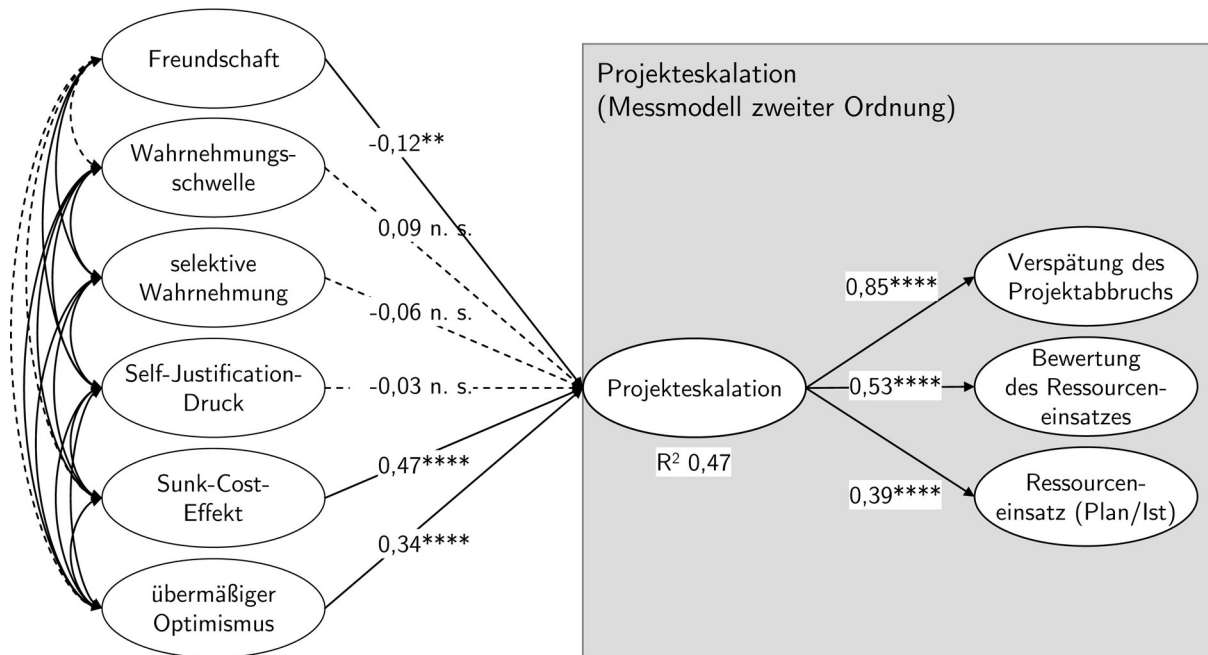 Freundschaft
Wahrnehmungs-
schwelle
selektive
Wahrnehmung
Self-Justification-
Druck
Sunk-Cost-
Effekt
übermäßiger
Optimismus
-0,12**
0,09 n. s.
-0,06 n. s.
-0,03 n. s.
0,47****
0,34****
Projekteskalation
(Messmodell zweiter Ordnung)
Projekteskalation
R² 0,47
0,85****
0,53****
0,39****
Verspätung des
Projektabbruchs
Bewertung
des Ressourcen-
einsatzes
Ressourcen-
einsatz (Plan/Ist)